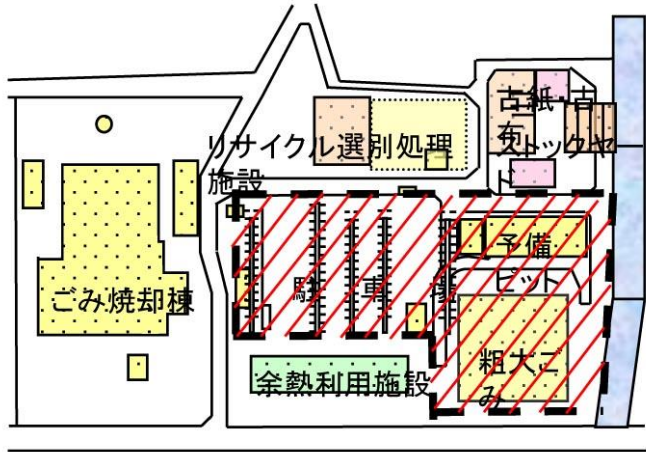 古紙・古
布
ストックヤ
ド
リサイクル選別処理
施設
予備
ピット
駐車場
ごみ焼却棟
粗大ご
み
余熱利用施設